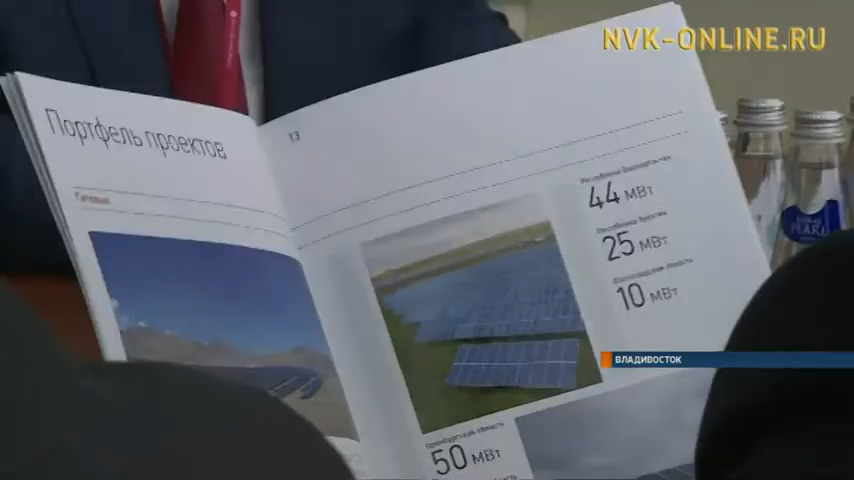 NVK-ONLINE.RU
Портфель проектов
13
Республика Башкортостан
44 МВт
Республика Бурятия
25 МВт
область
10 МВт
ВЛАДИВОСТОК
Оренбургская область
50 МВт
область